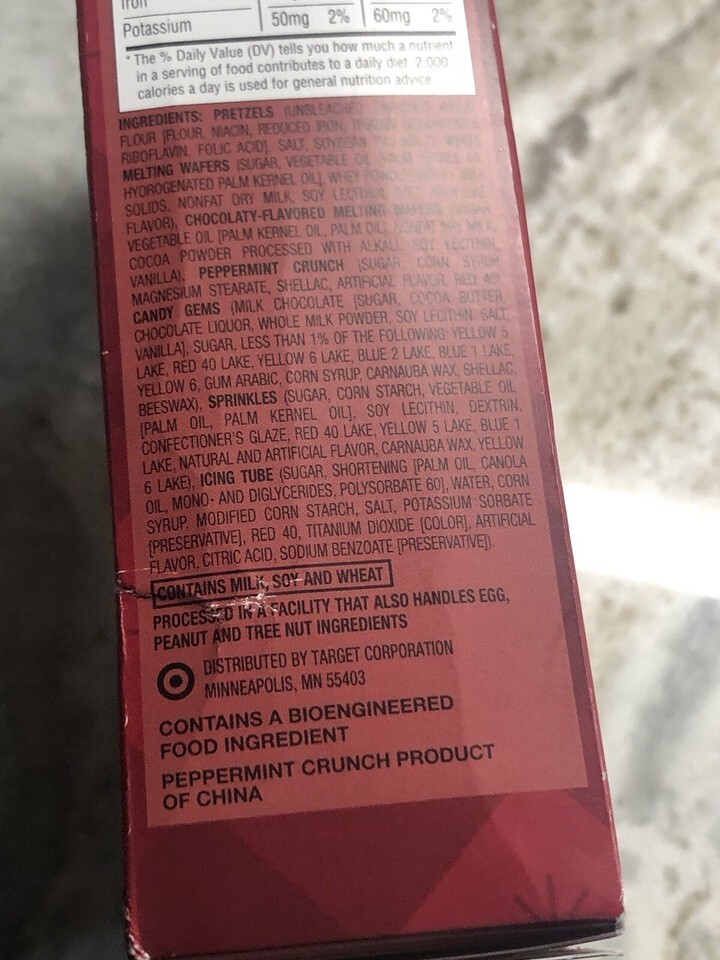 Iron
Potassium 50mg 2% 60mg 2%
* The % Daily Value (DV) tells you how much a nutrient
in a serving of food contributes to a daily diet. 2,000
calories a day is used for general nutrition advice.
INGREDIENTS: PRETZELS (UNBLEACHED
FLOUR [FLOUR, NIACIN, REDUCED IRON,
RIBOFLAVIN, FOLIC ACID], SALT, SOYBEAN
MELTING WAFERS (SUGAR, VEGETABLE OIL
HYDROGENATED PALM KERNEL OIL], WHEY
SOLIDS, NONFAT DRY MILK, SOY LECITHIN,
FLAVOR), CHOCOLATY-FLAVORED MELTING WAFERS (SUGAR,
VEGETABLE OIL [PALM KERNEL OIL, PALM OIL], NONFAT DRY MILK,
COCOA POWDER PROCESSED WITH ALKALI, SOY LECITHIN,
VANILLA), PEPPERMINT CRUNCH (SUGAR, CORN SYRUP,
MAGNESIUM STEARATE, SHELLAC, ARTIFICIAL FLAVOR, RED 40)
CANDY GEMS (MILK CHOCOLATE [SUGAR, COCOA BUTTER,
CHOCOLATE LIQUOR, WHOLE MILK POWDER, SOY LECITHIN, SALT,
VANILLA], SUGAR, LESS THAN 1% OF THE FOLLOWING: YELLOW 5
LAKE, RED 40 LAKE, YELLOW 6 LAKE, BLUE 2 LAKE, BLUE 1 LAKE,
YELLOW 6, GUM ARABIC, CORN SYRUP, CARNAUBA WAX, SHELLAC,
BEESWAX), SPRINKLES (SUGAR, CORN STARCH, VEGETABLE OIL
[PALM OIL, PALM KERNEL OIL], SOY LECITHIN, DEXTRIN,
CONFECTIONER'S GLAZE, RED 40 LAKE, YELLOW 5 LAKE, BLUE 1
LAKE, NATURAL AND ARTIFICIAL FLAVOR, CARNAUBA WAX, YELLOW
6 LAKE), ICING TUBE (SUGAR, SHORTENING [PALM OIL, CANOLA
OIL, MONO- AND DIGLYCERIDES, POLYSORBATE 60], WATER, CORN
SYRUP, MODIFIED CORN STARCH, SALT, POTASSIUM SORBATE
[PRESERVATIVE], RED 40, TITANIUM DIOXIDE [COLOR], ARTIFICIAL
FLAVOR, CITRIC ACID, SODIUM BENZOATE [PRESERVATIVE]).
CONTAINS MILK, SOY AND WHEAT
PROCESSED IN A FACILITY THAT ALSO HANDLES EGG,
PEANUT AND TREE NUT INGREDIENTS
DISTRIBUTED BY TARGET CORPORATION
MINNEAPOLIS, MN 55403
CONTAINS A BIOENGINEERED
FOOD INGREDIENT
PEPPERMINT CRUNCH PRODUCT
OF CHINA